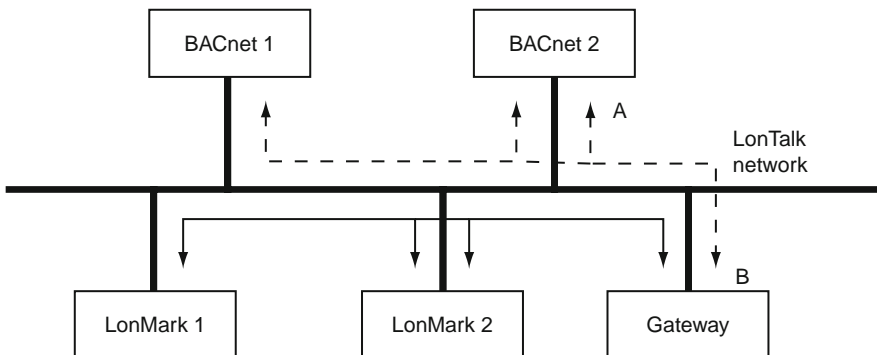 BACnet 1
BACnet 2
A
LonTalk
network
B
LonMark 1
LonMark 2
Gateway